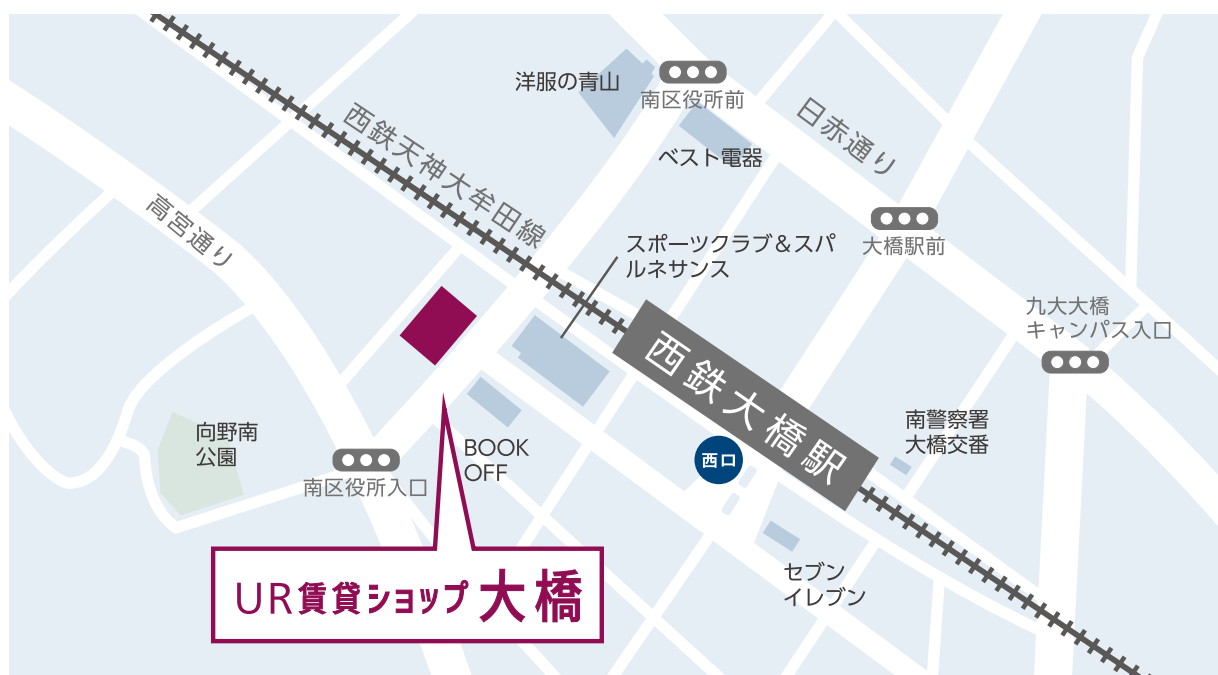 洋服の青山
南区役所前
日赤通り
ベスト電器
西鉄天神大牟田線
高宮通り
大橋駅前
スポーツクラブ&スパ
ルネサンス
九大大橋
キャンパス入口
西鉄大橋駅
南警察署
大橋交番
向野南
公園
BOOK
OFF
西口
南区役所入口
セブン
イレブン
UR賃貸ショップ 大橋